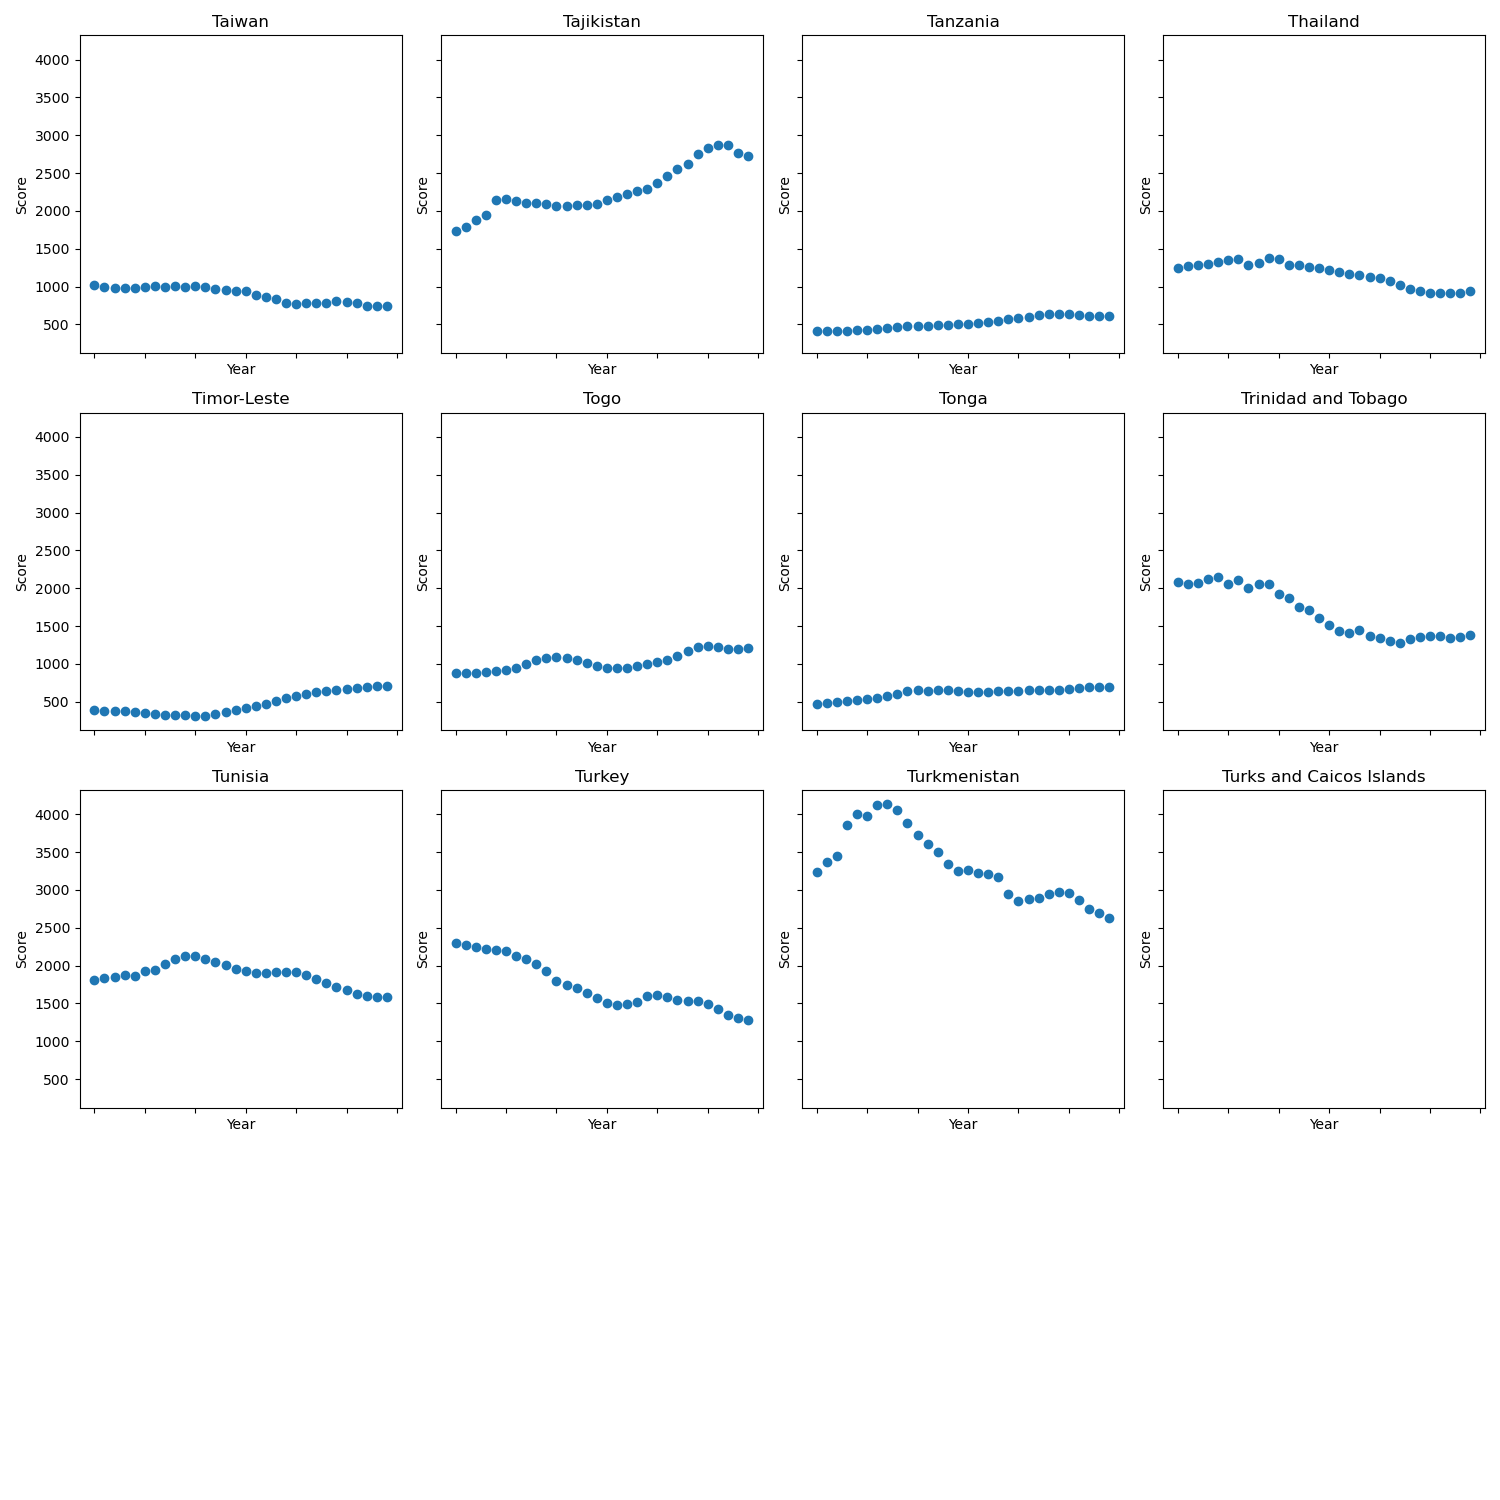 Taiwan
Tajikistan
Tanzania
Thailand
4000
3500
3000
2500
2000
1500
1000
500
Score
Score
Score
Score
Year
Year
Year
Year
Timor-Leste
Togo
Tonga
Trinidad and Tobago
4000
3500
3000
2500
2000
1500
1000
500
Score
Score
Score
Score
Year
Year
Year
Year
Tunisia
Turkey
Turkmenistan
Turks and Caicos Islands
4000
3500
3000
2500
2000
1500
1000
500
Score
Score
Score
Score
Year
Year
Year
Year